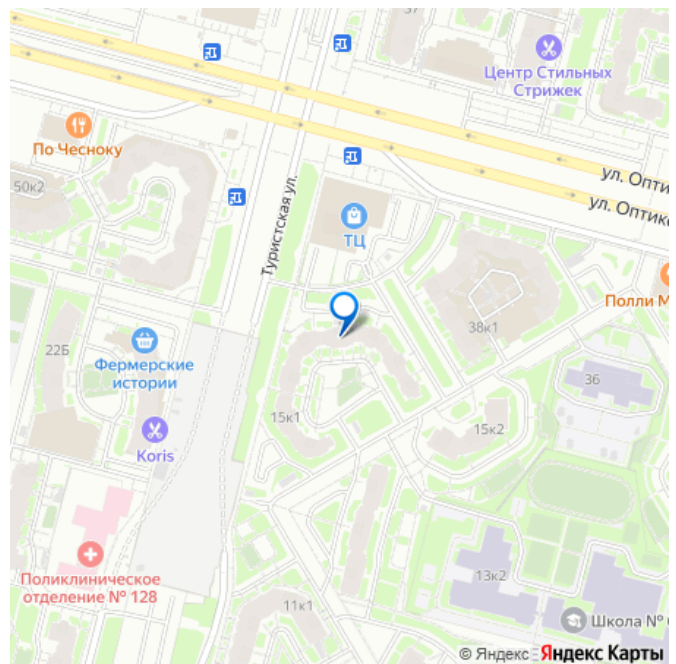 37
Центр Стильных
Стрижек
По Чесноку
ул. Опти
50к2
ул. Оптик
Туристская ул.
ТЦ
Полли М
38к1
22Б
Фермерские
истории
36
15к1
15к2
Koris
Поликлиническое
отделение № 128
13к2
11к1
Школа №
© Яндекс Яндекс Карты